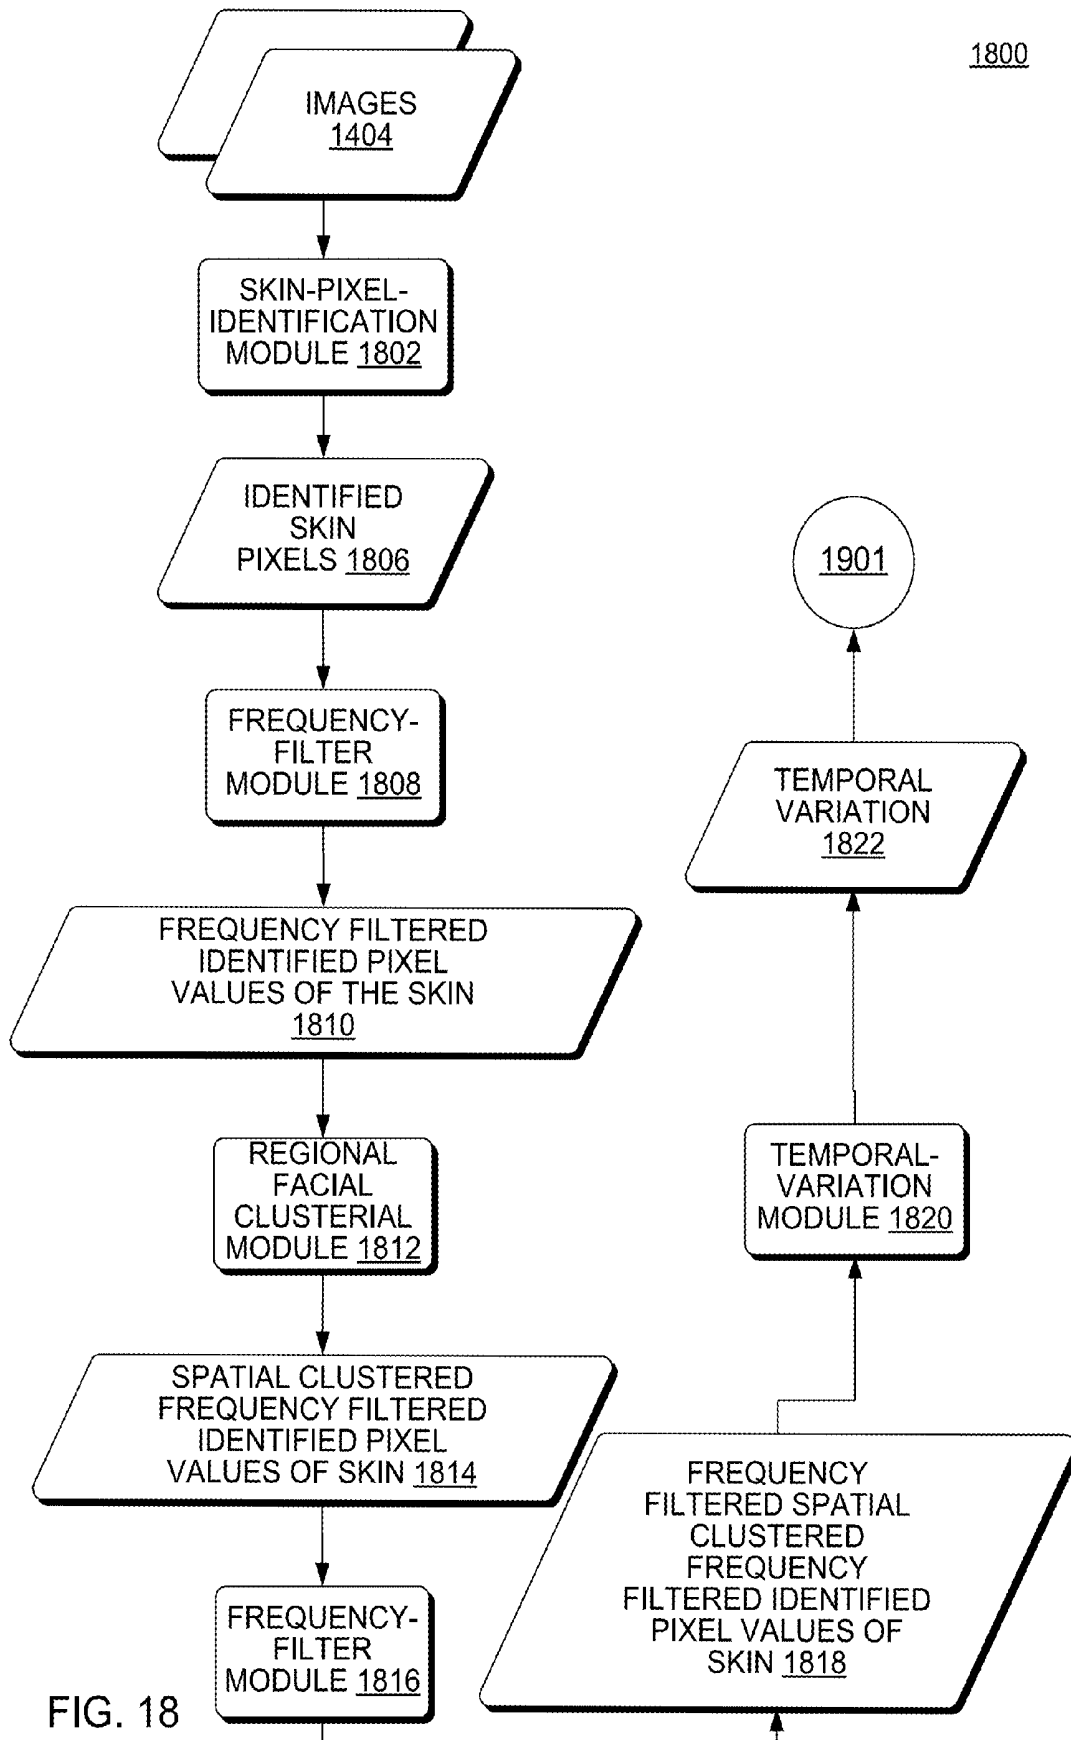 1800
IMAGES
1404
SKIN-PIXEL-
IDENTIFICATION
MODULE 1802
IDENTIFIED
SKIN
PIXELS 1806
FREQUENCY-
FILTER
MODULE 1808
FREQUENCY FILTERED
IDENTIFIED PIXEL
VALUES OF THE SKIN
1810
REGIONAL
FACIAL
CLUSTERIAL
MODULE 1812
SPATIAL CLUSTERED
FREQUENCY FILTERED
IDENTIFIED PIXEL
VALUES OF SKIN 1814
FREQUENCY-
FILTER
MODULE 1816
FREQUENCY
FILTERED SPATIAL
CLUSTERED
FREQUENCY
FILTERED IDENTIFIED
PIXEL VALUES OF
SKIN 1818
TEMPORAL-
VARIATION
MODULE 1820
TEMPORAL
VARIATION
1822
1901
FIG. 18